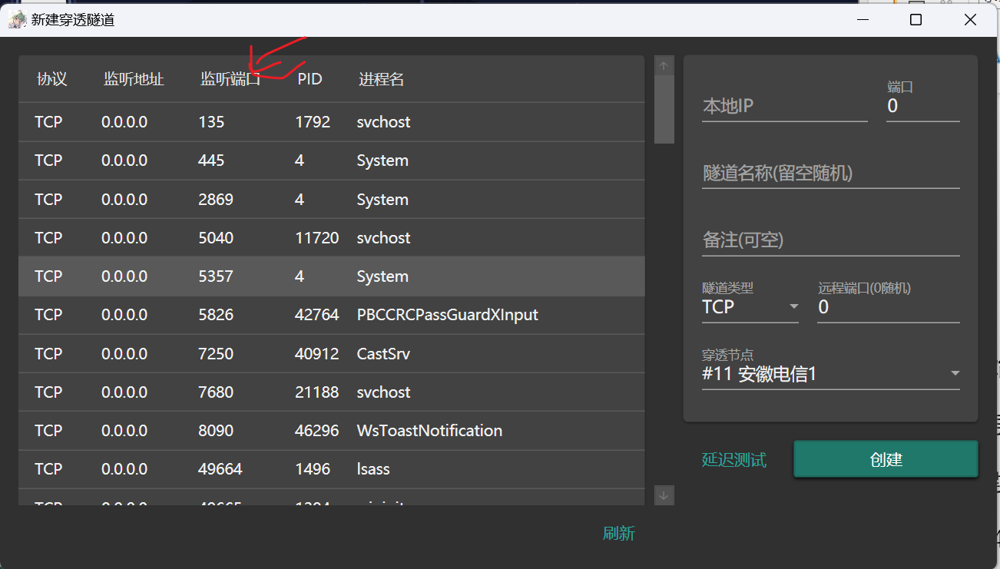 新建穿透隧道
协议 监听地址 监听端口 PID 进程名
TCP 0.0.0.0 135 1792 svchost
TCP 0.0.0.0 445 4 System
TCP 0.0.0.0 2869 4 System
TCP 0.0.0.0 5040 11720 svchost
TCP 0.0.0.0 5357 4 System
TCP 0.0.0.0 5826 42764 PBCCRCPassGuardXInput
TCP 0.0.0.0 7250 40912 CastSrv
TCP 0.0.0.0 7680 21188 svchost
TCP 0.0.0.0 8090 46296 WsToastNotification
TCP 0.0.0.0 49664 1496 lsass
TCP 0.0.0.0 49665
刷新
本地IP
端口
0
隧道名称(留空随机)
备注(可空)
隧道类型
TCP
远程端口(0随机)
0
穿透节点
#11 安徽电信1
延迟测试
创建